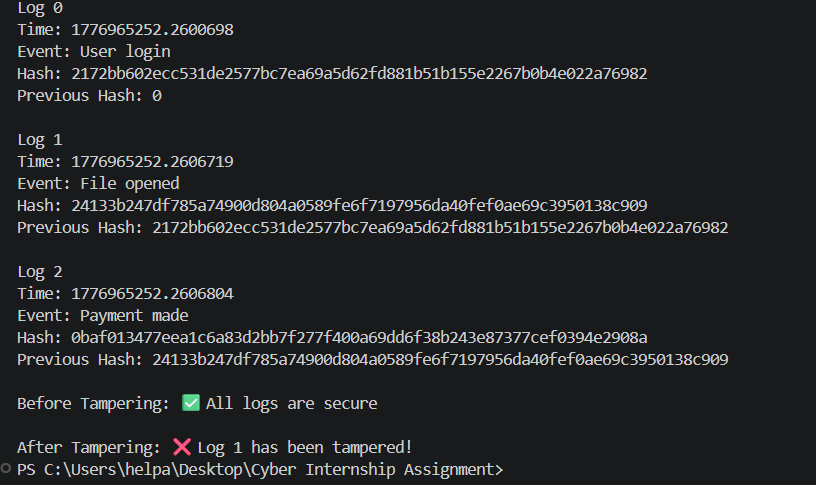 Log 0
Time: 1776965252.2600698
Event: User login
Hash: 2172bb602ecc531de2577bc7ea69a5d62fd881b51b155e2267b0b4e022a76982
Previous Hash: 0
Log 1
Time: 1776965252.2606719
Event: File opened
Hash: 24133b247df785a74900d804a0589fe6f7197956da40fef0ae69c3950138c909
Previous Hash: 2172bb602ecc531de2577bc7ea69a5d62fd881b51b155e2267b0b4e022a76982
Log 2
Time: 1776965252.2606804
Event: Payment made
Hash: 0baf013477eea1c6a83d2bb7f277f400a69dd6f38b243e87377cef0394e2908a
Previous Hash: 24133b247df785a74900d804a0589fe6f7197956da40fef0ae69c3950138c909
Before Tampering: ✅ All logs are secure
After Tampering: ❌ Log 1 has been tampered!
PS C:\Users\helpa\Desktop\Cyber Internship Assignment>